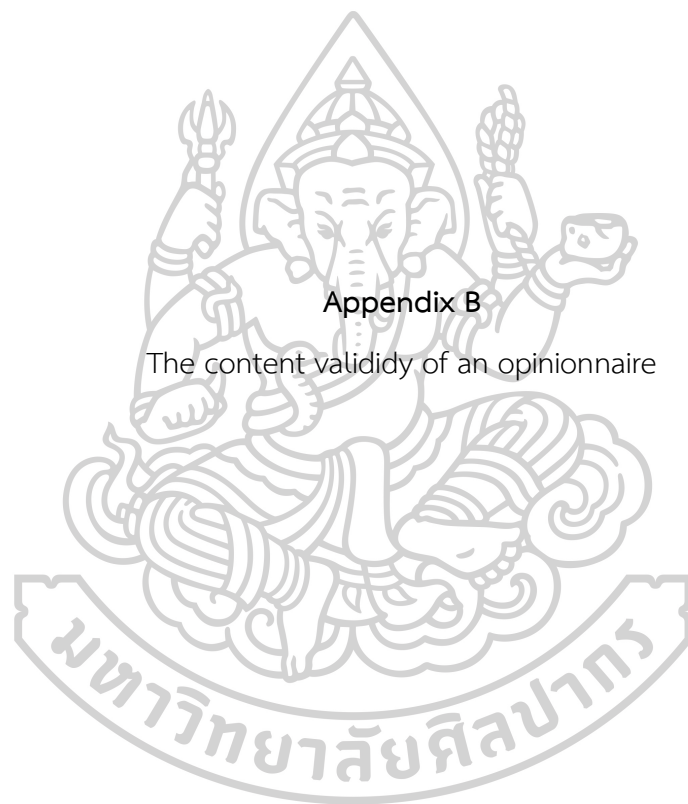 Appendix B
The content valididy of an opinionnaire
มหาวิทยาลัยศิลปากร